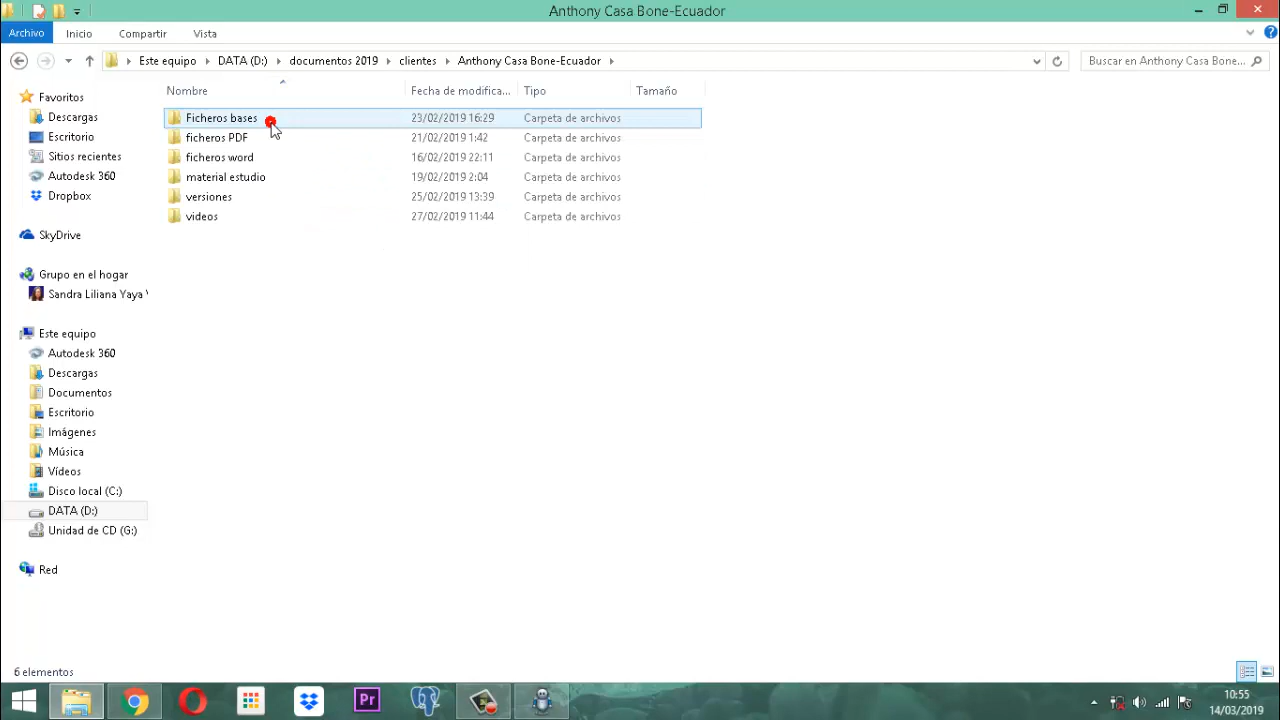 Anthony Casa Bone-Ecuador
Archivo Inicio Compartir Vista
Este equipo DATA (D:) documentos 2019 clientes Anthony Casa Bone-Ecuador Buscar en Anthony Casa Bone...
Nombre Fecha de modifica... Tipo Tamaño
Ficheros bases 23/02/2019 16:29 Carpeta de archivos
ficheros PDF 21/02/2019 1:42 Carpeta de archivos
ficheros word 16/02/2019 22:11 Carpeta de archivos
material estudio 19/02/2019 2:04 Carpeta de archivos
versiones 25/02/2019 13:39 Carpeta de archivos
videos 27/02/2019 11:44 Carpeta de archivos
Favoritos
Descargas
Escritorio
Sitios recientes
Autodesk 360
Dropbox
SkyDrive
Grupo en el hogar
Sandra Liliana Yaya
Este equipo
Autodesk 360
Descargas
Documentos
Escritorio
Imágenes
Música
Vídeos
Disco local (C:)
DATA (D:)
Unidad de CD (G:)
Red
6 elementos
Pr
10:55
14/03/2019